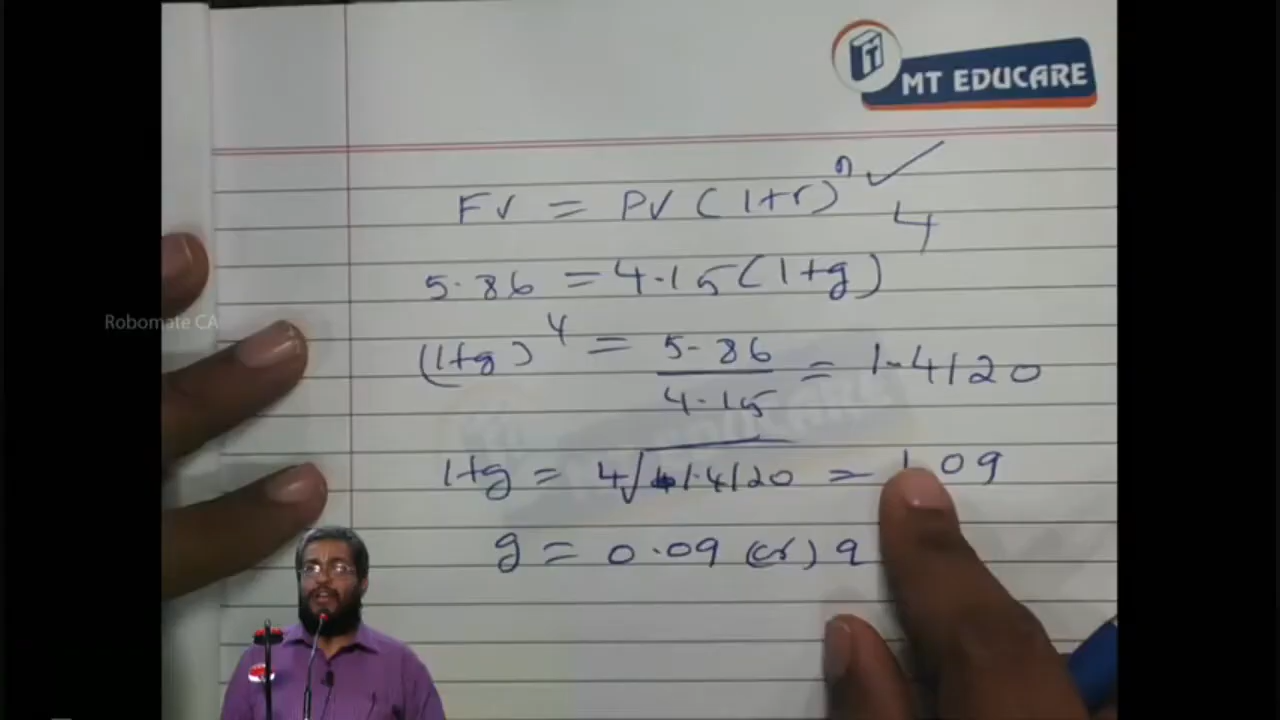 MT EDUCARE
FV = PV (1+r)^n ✓
5.86 = 4.15 (1+g)^4
Robomate CA
(1+g)^4 = 5.86/4.15 = 1.4120
1+g = 4√1.4120 = 1.09
g = 0.09 (or) 9